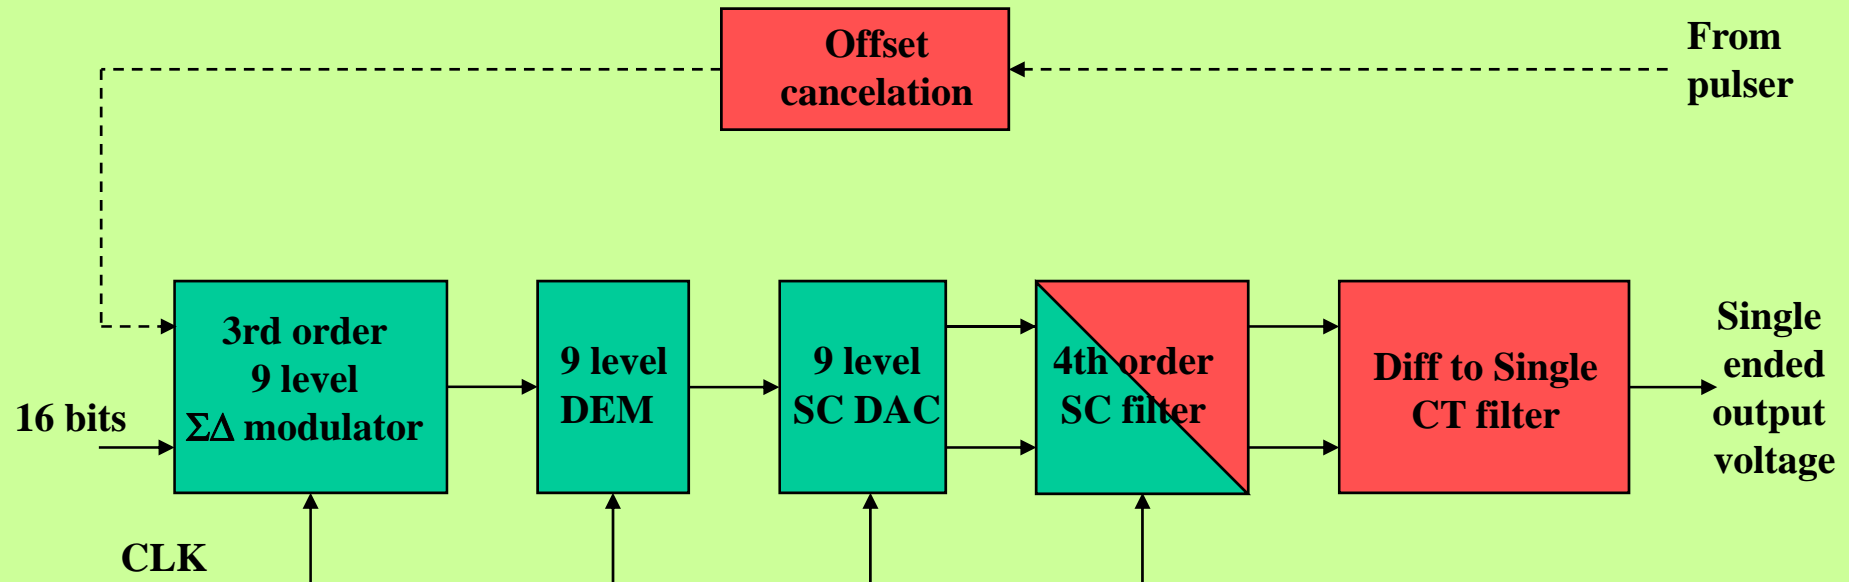 Offset
cancelation
From
pulser
16 bits
3rd order
9 level
ΣΔ modulator
9 level
DEM
9 level
SC DAC
4th order
SC filter
Diff to Single
CT filter
Single
ended
output
voltage
CLK